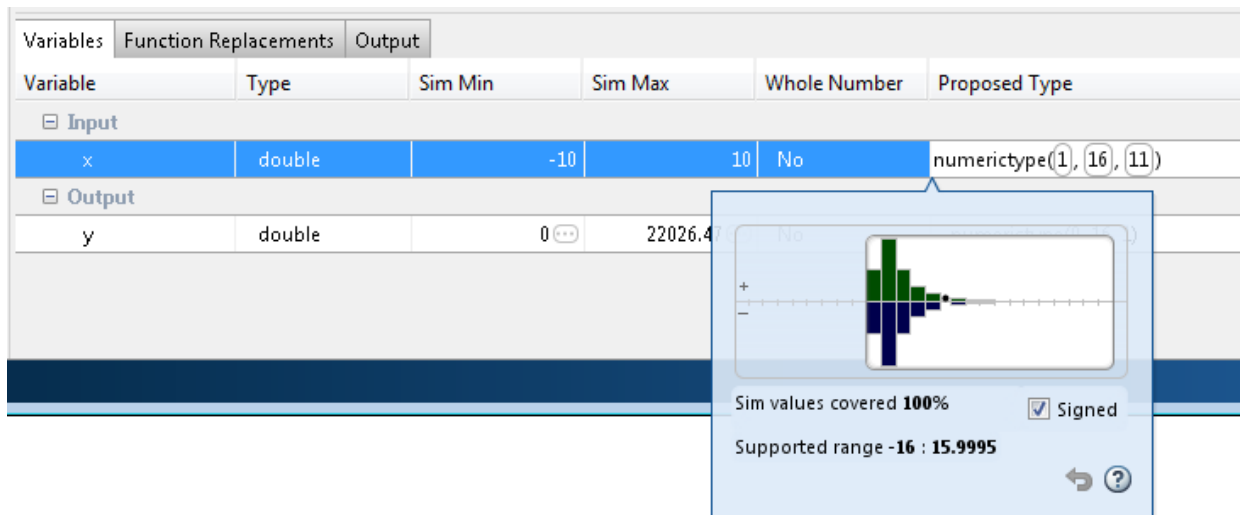 Variables Function Replacements Output
Variable Type Sim Min Sim Max Whole Number Proposed Type
Input
x double -10 10 No numerictype(1, 16, 11)
Output
y double 0 22026.47 No
+
−
Sim values covered 100% Signed
Supported range -16 : 15.9995